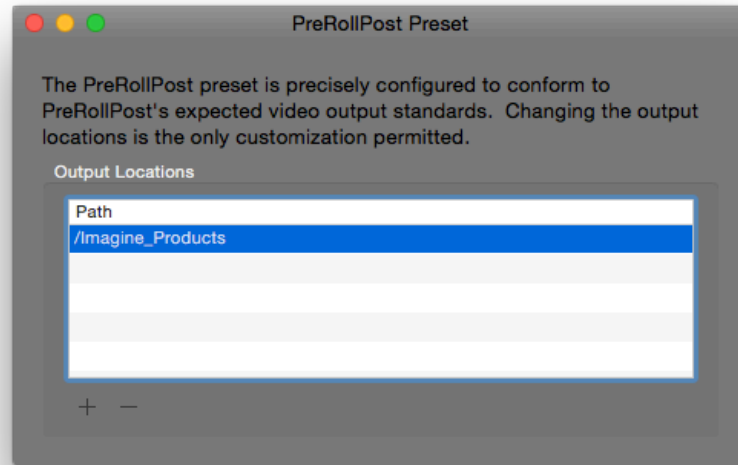 PreRollPost Preset
The PreRollPost preset is precisely configured to conform to
PreRollPost's expected video output standards.  Changing the output
locations is the only customization permitted.
Output Locations
Path
/Imagine_Products
+ −